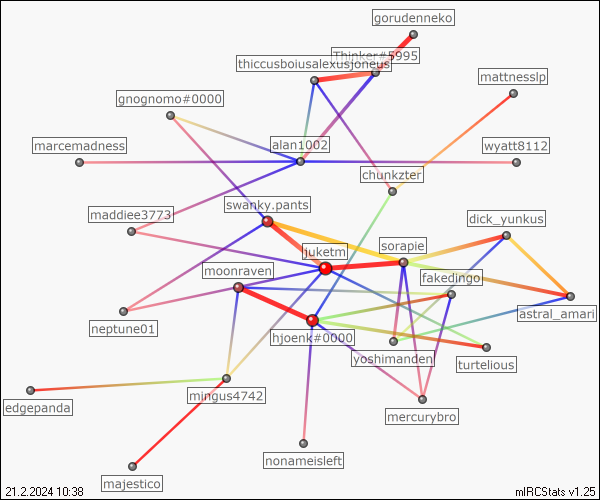 gorudenneko
Thinker#5995
thiccusboiusalexusjoneus
mattnesslp
gnognomo#0000
marcemadness
alan1002
wyatt8112
chunkzter
swanky.pants
maddiee3773
dick_yunkus
sorapie
juketm
moonraven
fakedingo
astral_amari
neptune01
hjoenk#0000
yoshimanden
turtelious
mingus4742
edgepanda
mercurybro
nonameisleft
majestico
21.2.2024 10:38
mIRCStats v1.25